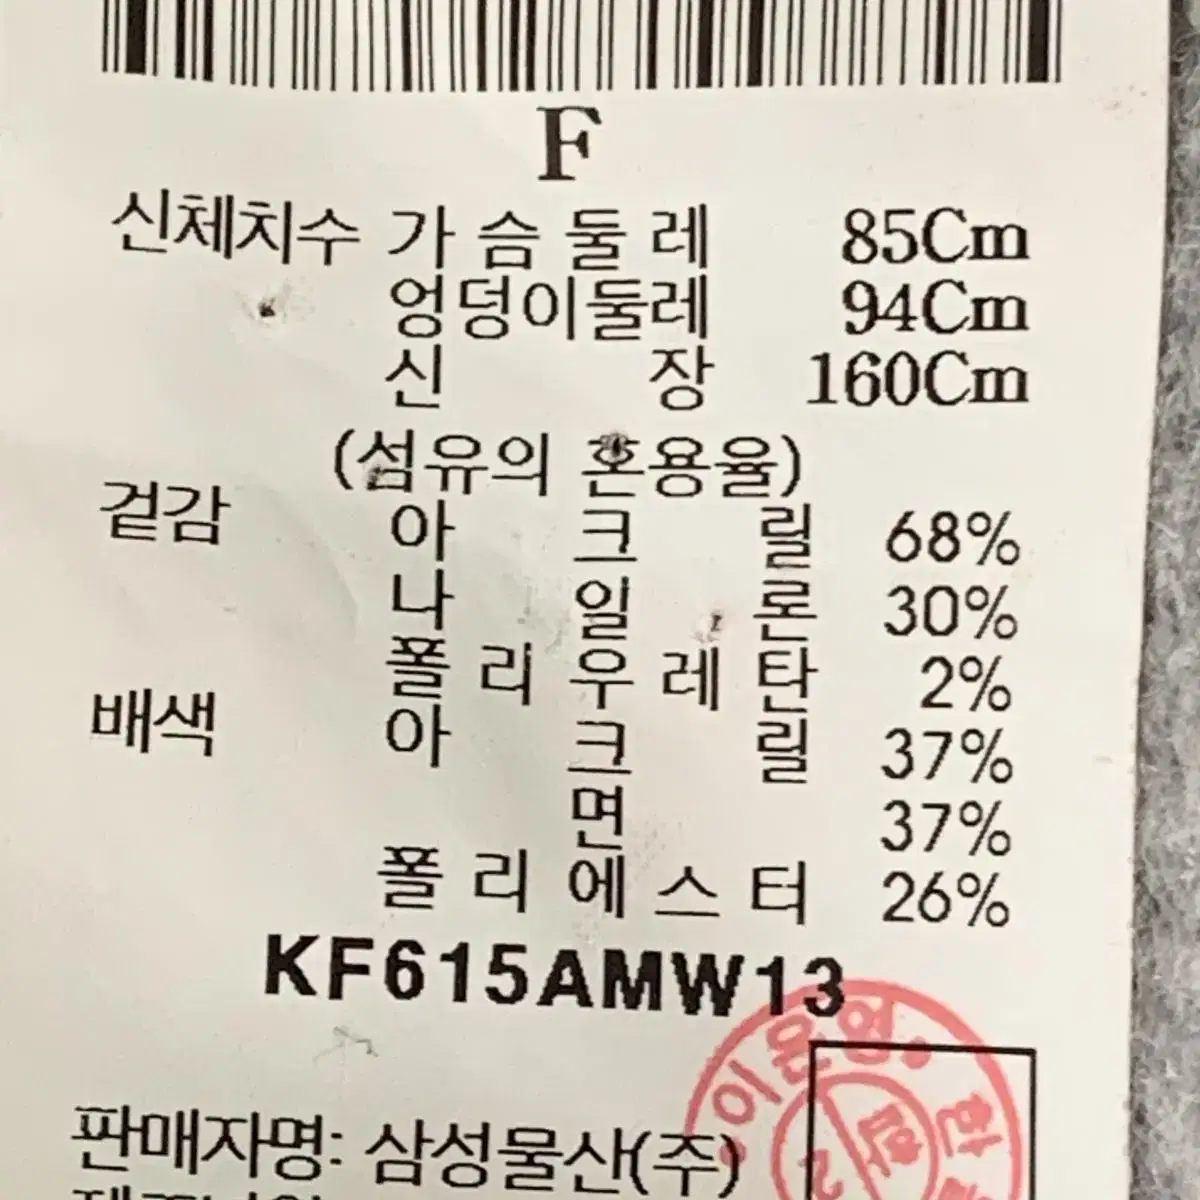 F
신체치수 가슴둘레 85Cm
엉덩이둘레 94Cm
신장 160Cm
(섬유의 혼용율)
겉감 아크릴 68%
나일론 30%
폴리우레탄 2%
배색 아크릴 37%
면 37%
폴리에스터 26%
KF615AMW13
판매자명: 삼성물산(주)